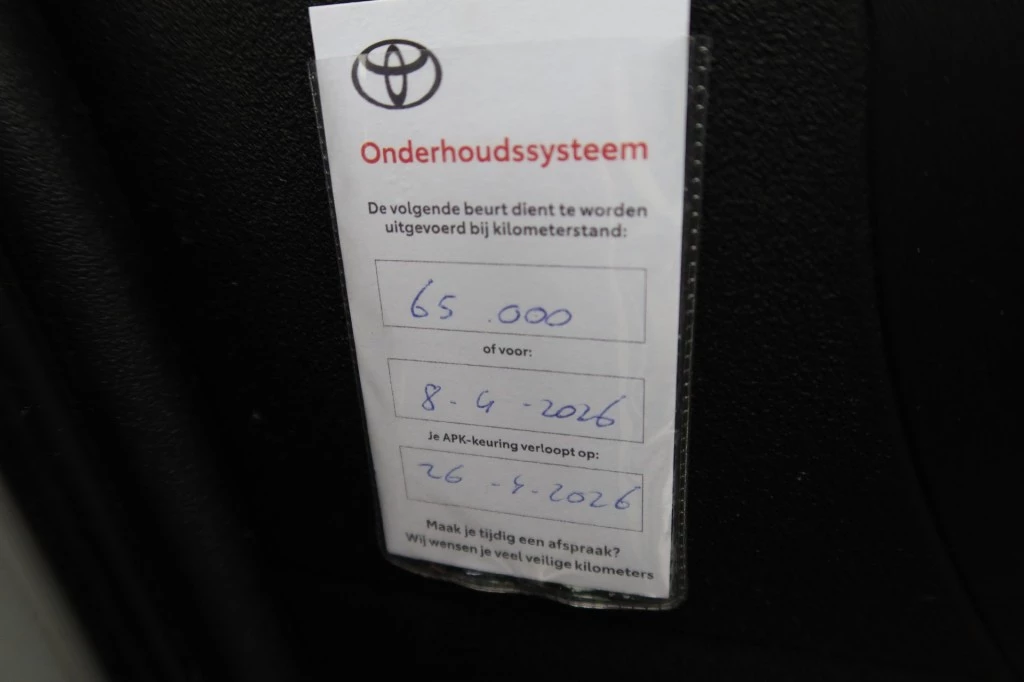 Onderhoudssysteem
De volgende beurt dient te worden
uitgevoerd bij kilometerstand:
65.000
of voor:
8-4-2026
Je APK-keuring verloopt op:
26-4-2026
Maak je tijdig een afspraak?
Wij wensen je veel veilige kilometers